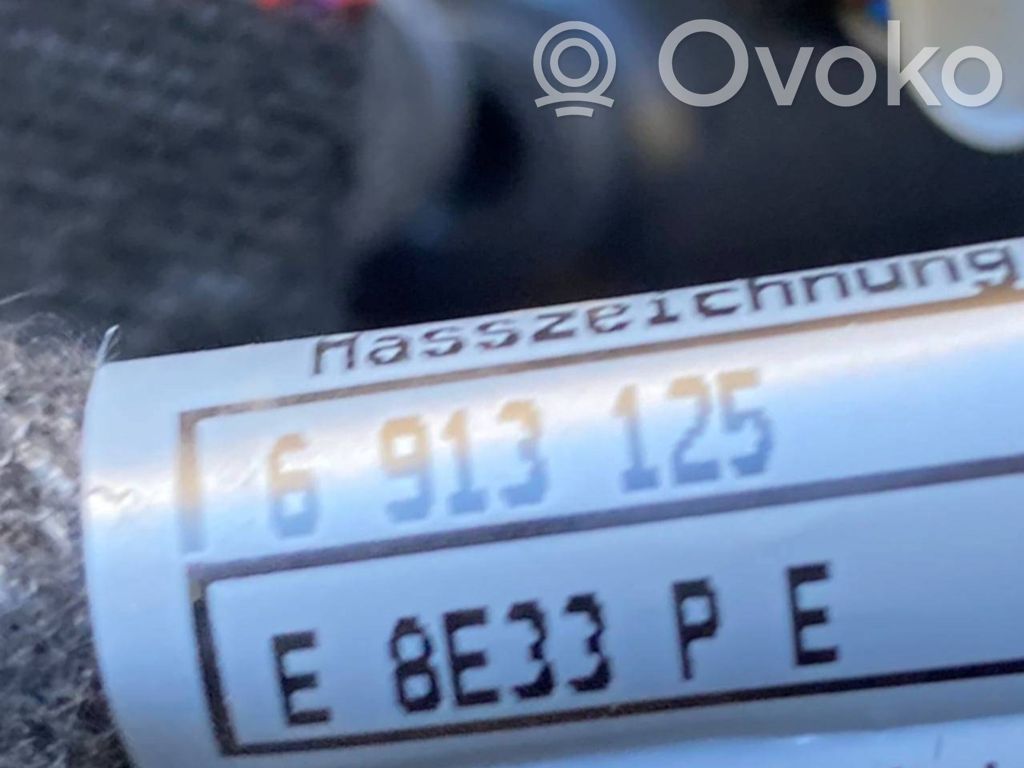 Ovoko
Masszeichnung
6 913 125
E 8E33 P E